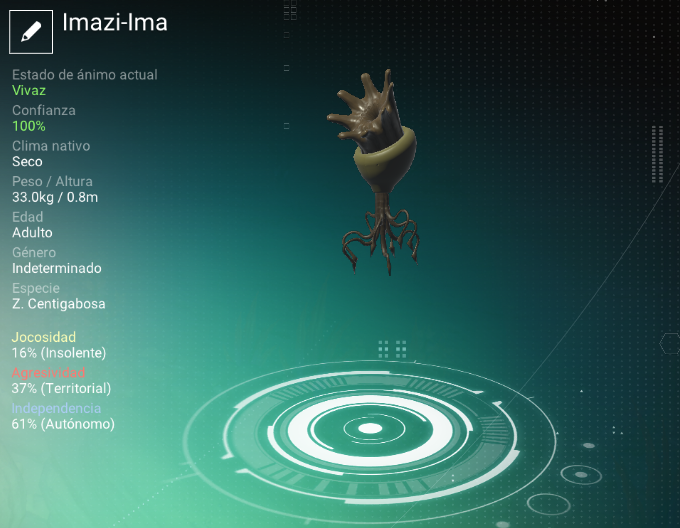 Imazi-Ima
Estado de ánimo actual
Vivaz
Confianza
100%
Clima nativo
Seco
Peso / Altura
33.0kg / 0.8m
Edad
Adulto
Género
Indeterminado
Especie
Z. Centigabosa
Jocosidad
16% (Insolente)
Agresividad
37% (Territorial)
Independencia
61% (Autónomo)